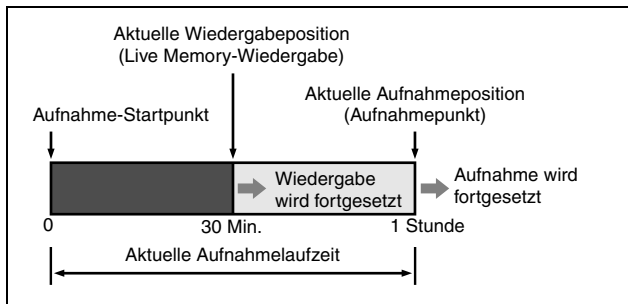 Aktuelle Wiedergabeposition
(Live Memory-Wiedergabe)
Aktuelle Aufnahmeposition
(Aufnahmepunkt)
Aufnahme-Startpunkt
Wiedergabe
wird fortgesetzt
Aufnahme wird
fortgesetzt
0
30 Min.
1 Stunde
Aktuelle Aufnahmelaufzeit